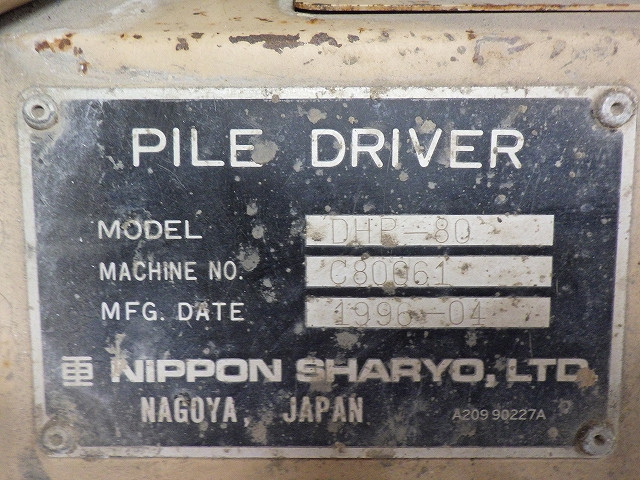 PILE DRIVER
MODEL DHP-80
MACHINE NO. C80061
MFG. DATE 1996-04
NIPPON SHARYO, LTD.
NAGOYA, JAPAN A209 90227A